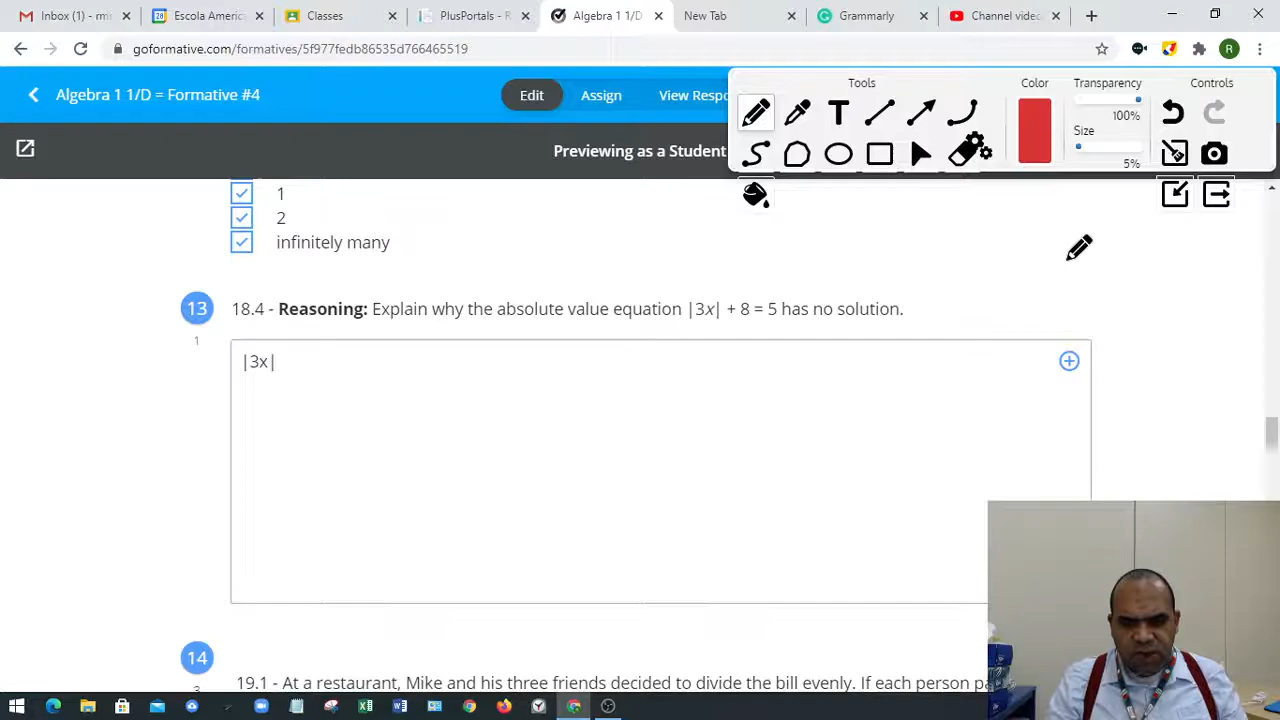 Inbox (1) - rmi
Escola America
Classes
PlusPortals - R
Algebra 1 1/D
New Tab
Grammarly
Channel video
goformative.com/formatives/5f977fedb86535d766465519
R
Algebra 1 1/D = Formative #4
Edit
Assign
View Respo
Previewing as a Student
Tools
Color
Transparency
Controls
100%
Size
5%
T
1
2
infinitely many
13
18.4 - Reasoning: Explain why the absolute value equation |3x| + 8 = 5 has no solution.
1
|3x|
14
19.1 - At a restaurant, Mike and his three friends decided to divide the bill evenly. If each person pa